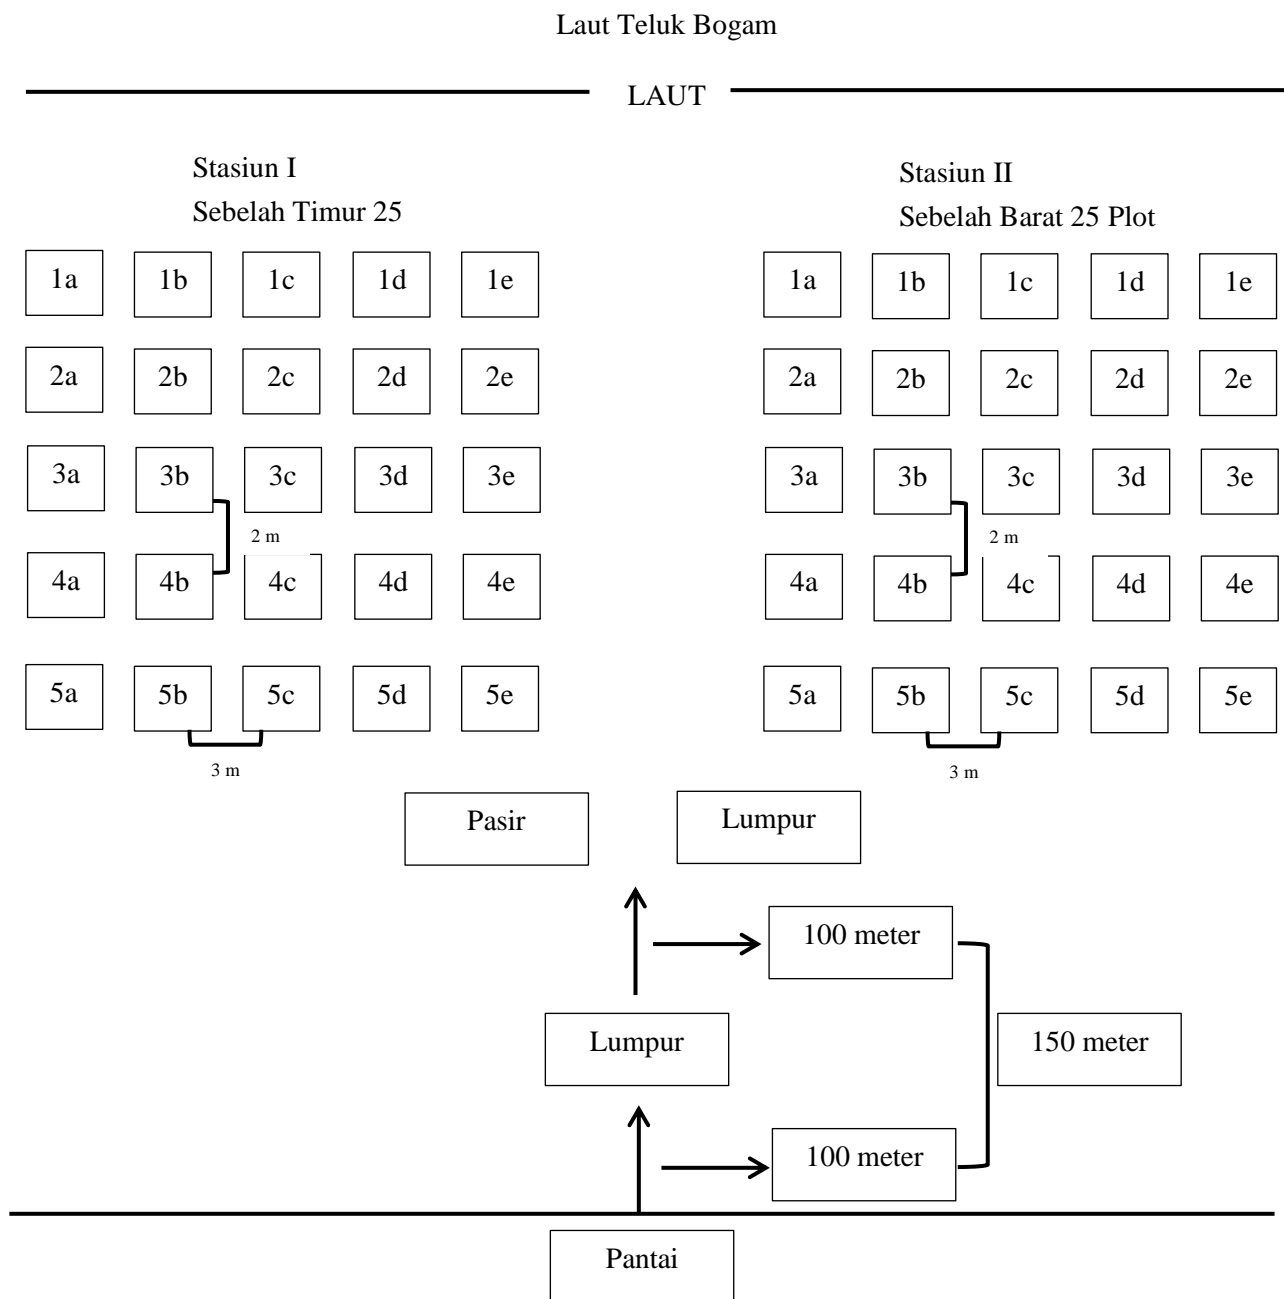 Laut Teluk Bogam
LAUT
Stasiun I
Sebelah Timur 25
Stasiun II
Sebelah Barat 25 Plot
1a 1b 1c 1d 1e
2a 2b 2c 2d 2e
3a 3b 3c 3d 3e
2 m
4a 4b 4c 4d 4e
5a 5b 5c 5d 5e
3 m
1a 1b 1c 1d 1e
2a 2b 2c 2d 2e
3a 3b 3c 3d 3e
2 m
4a 4b 4c 4d 4e
5a 5b 5c 5d 5e
3 m
Pasir
Lumpur
100 meter
Lumpur
150 meter
100 meter
Pantai